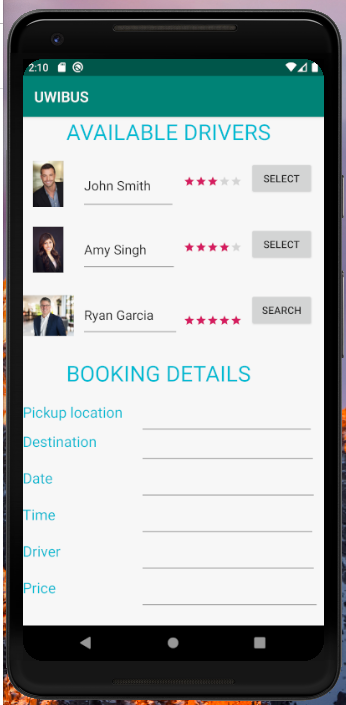 2:10
UWIBUS
AVAILABLE DRIVERS
John Smith SELECT
Amy Singh SELECT
Ryan Garcia SEARCH
BOOKING DETAILS
Pickup location
Destination
Date
Time
Driver
Price